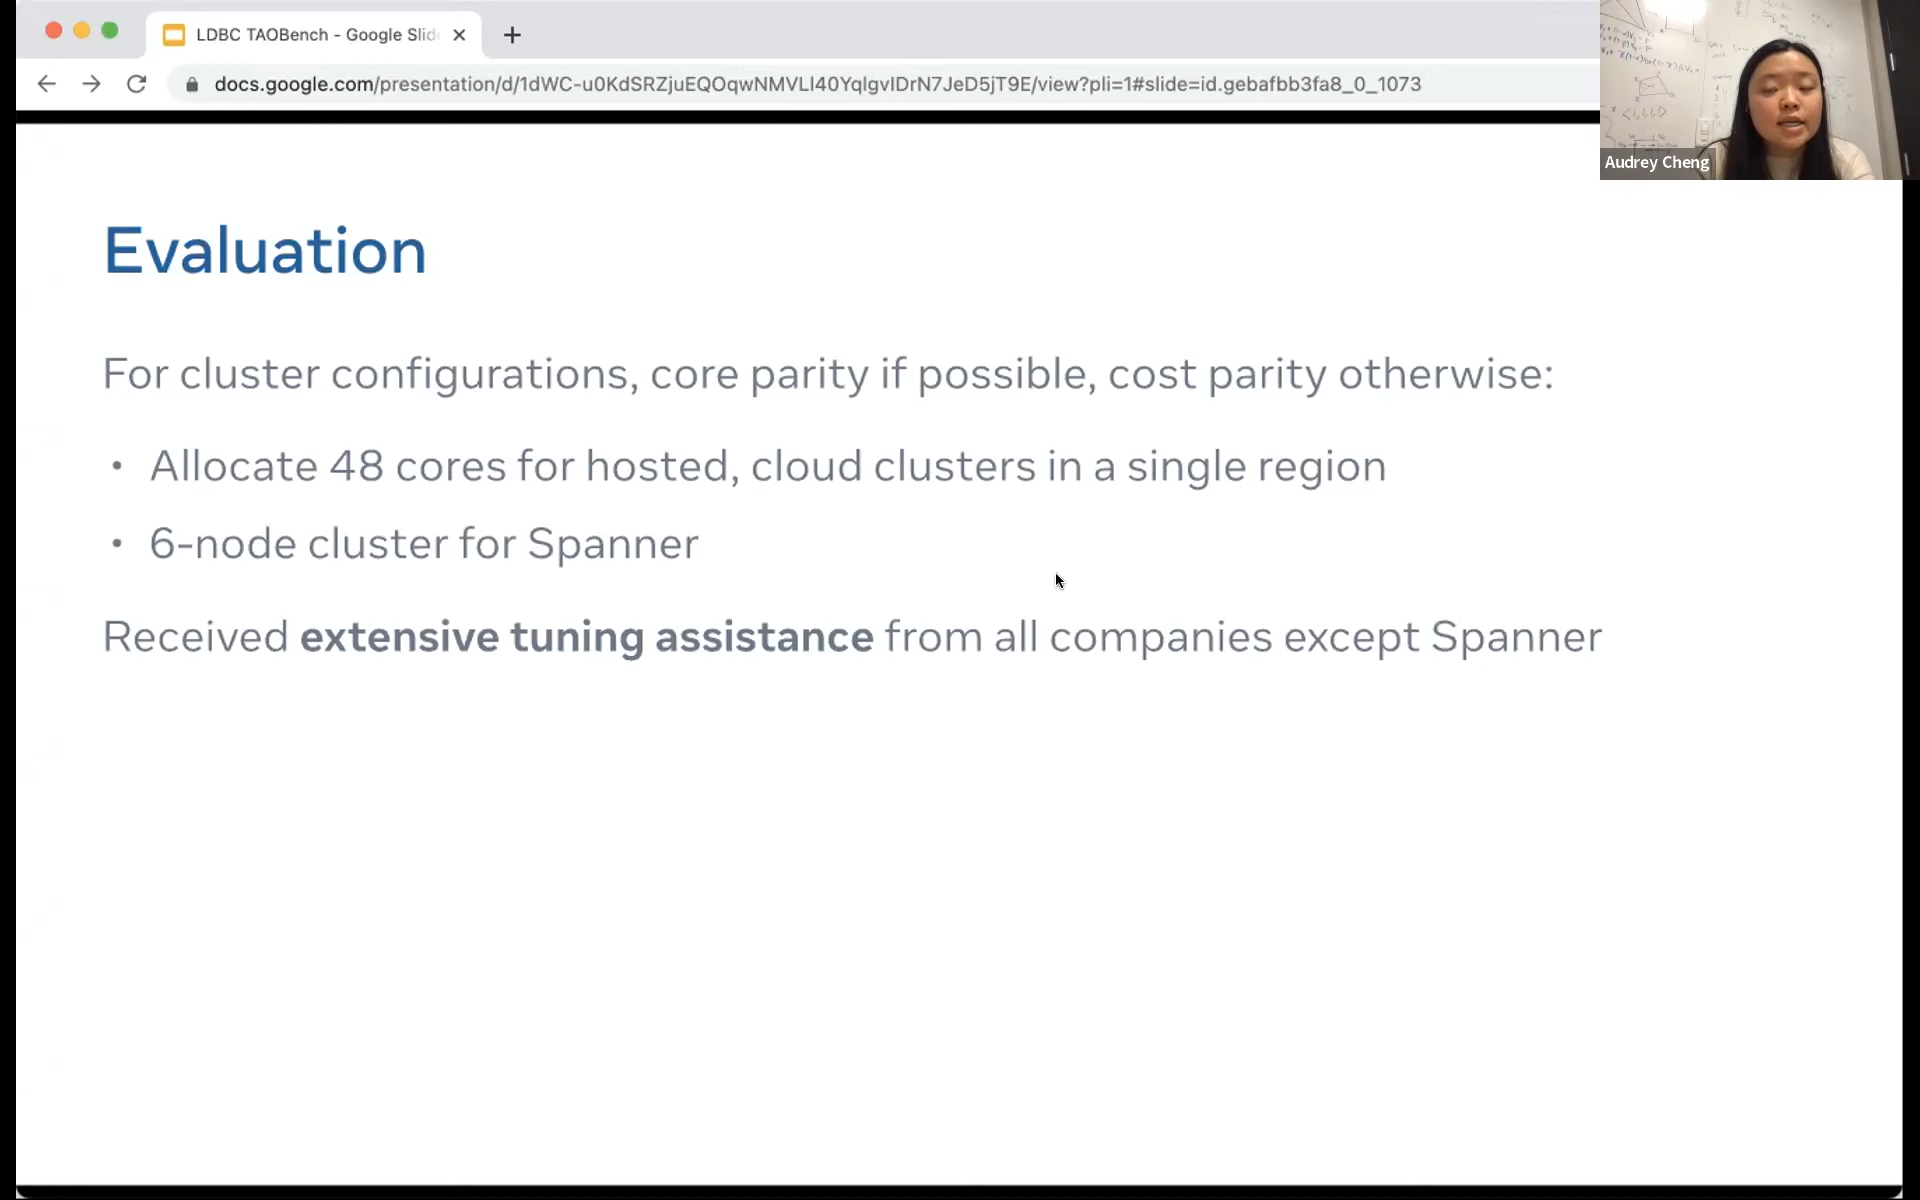 LDBC TAOBench - Google Slid
docs.google.com/presentation/d/1dWC-u0KdSRZjuEQOqwNMVLl40YqlgvIDrN7JeD5jT9E/view?pli=1#slide=id.gebafbb3fa8_0_1073
Audrey Cheng
Evaluation
For cluster configurations, core parity if possible, cost parity otherwise:
• Allocate 48 cores for hosted, cloud clusters in a single region
• 6-node cluster for Spanner
Received extensive tuning assistance from all companies except Spanner